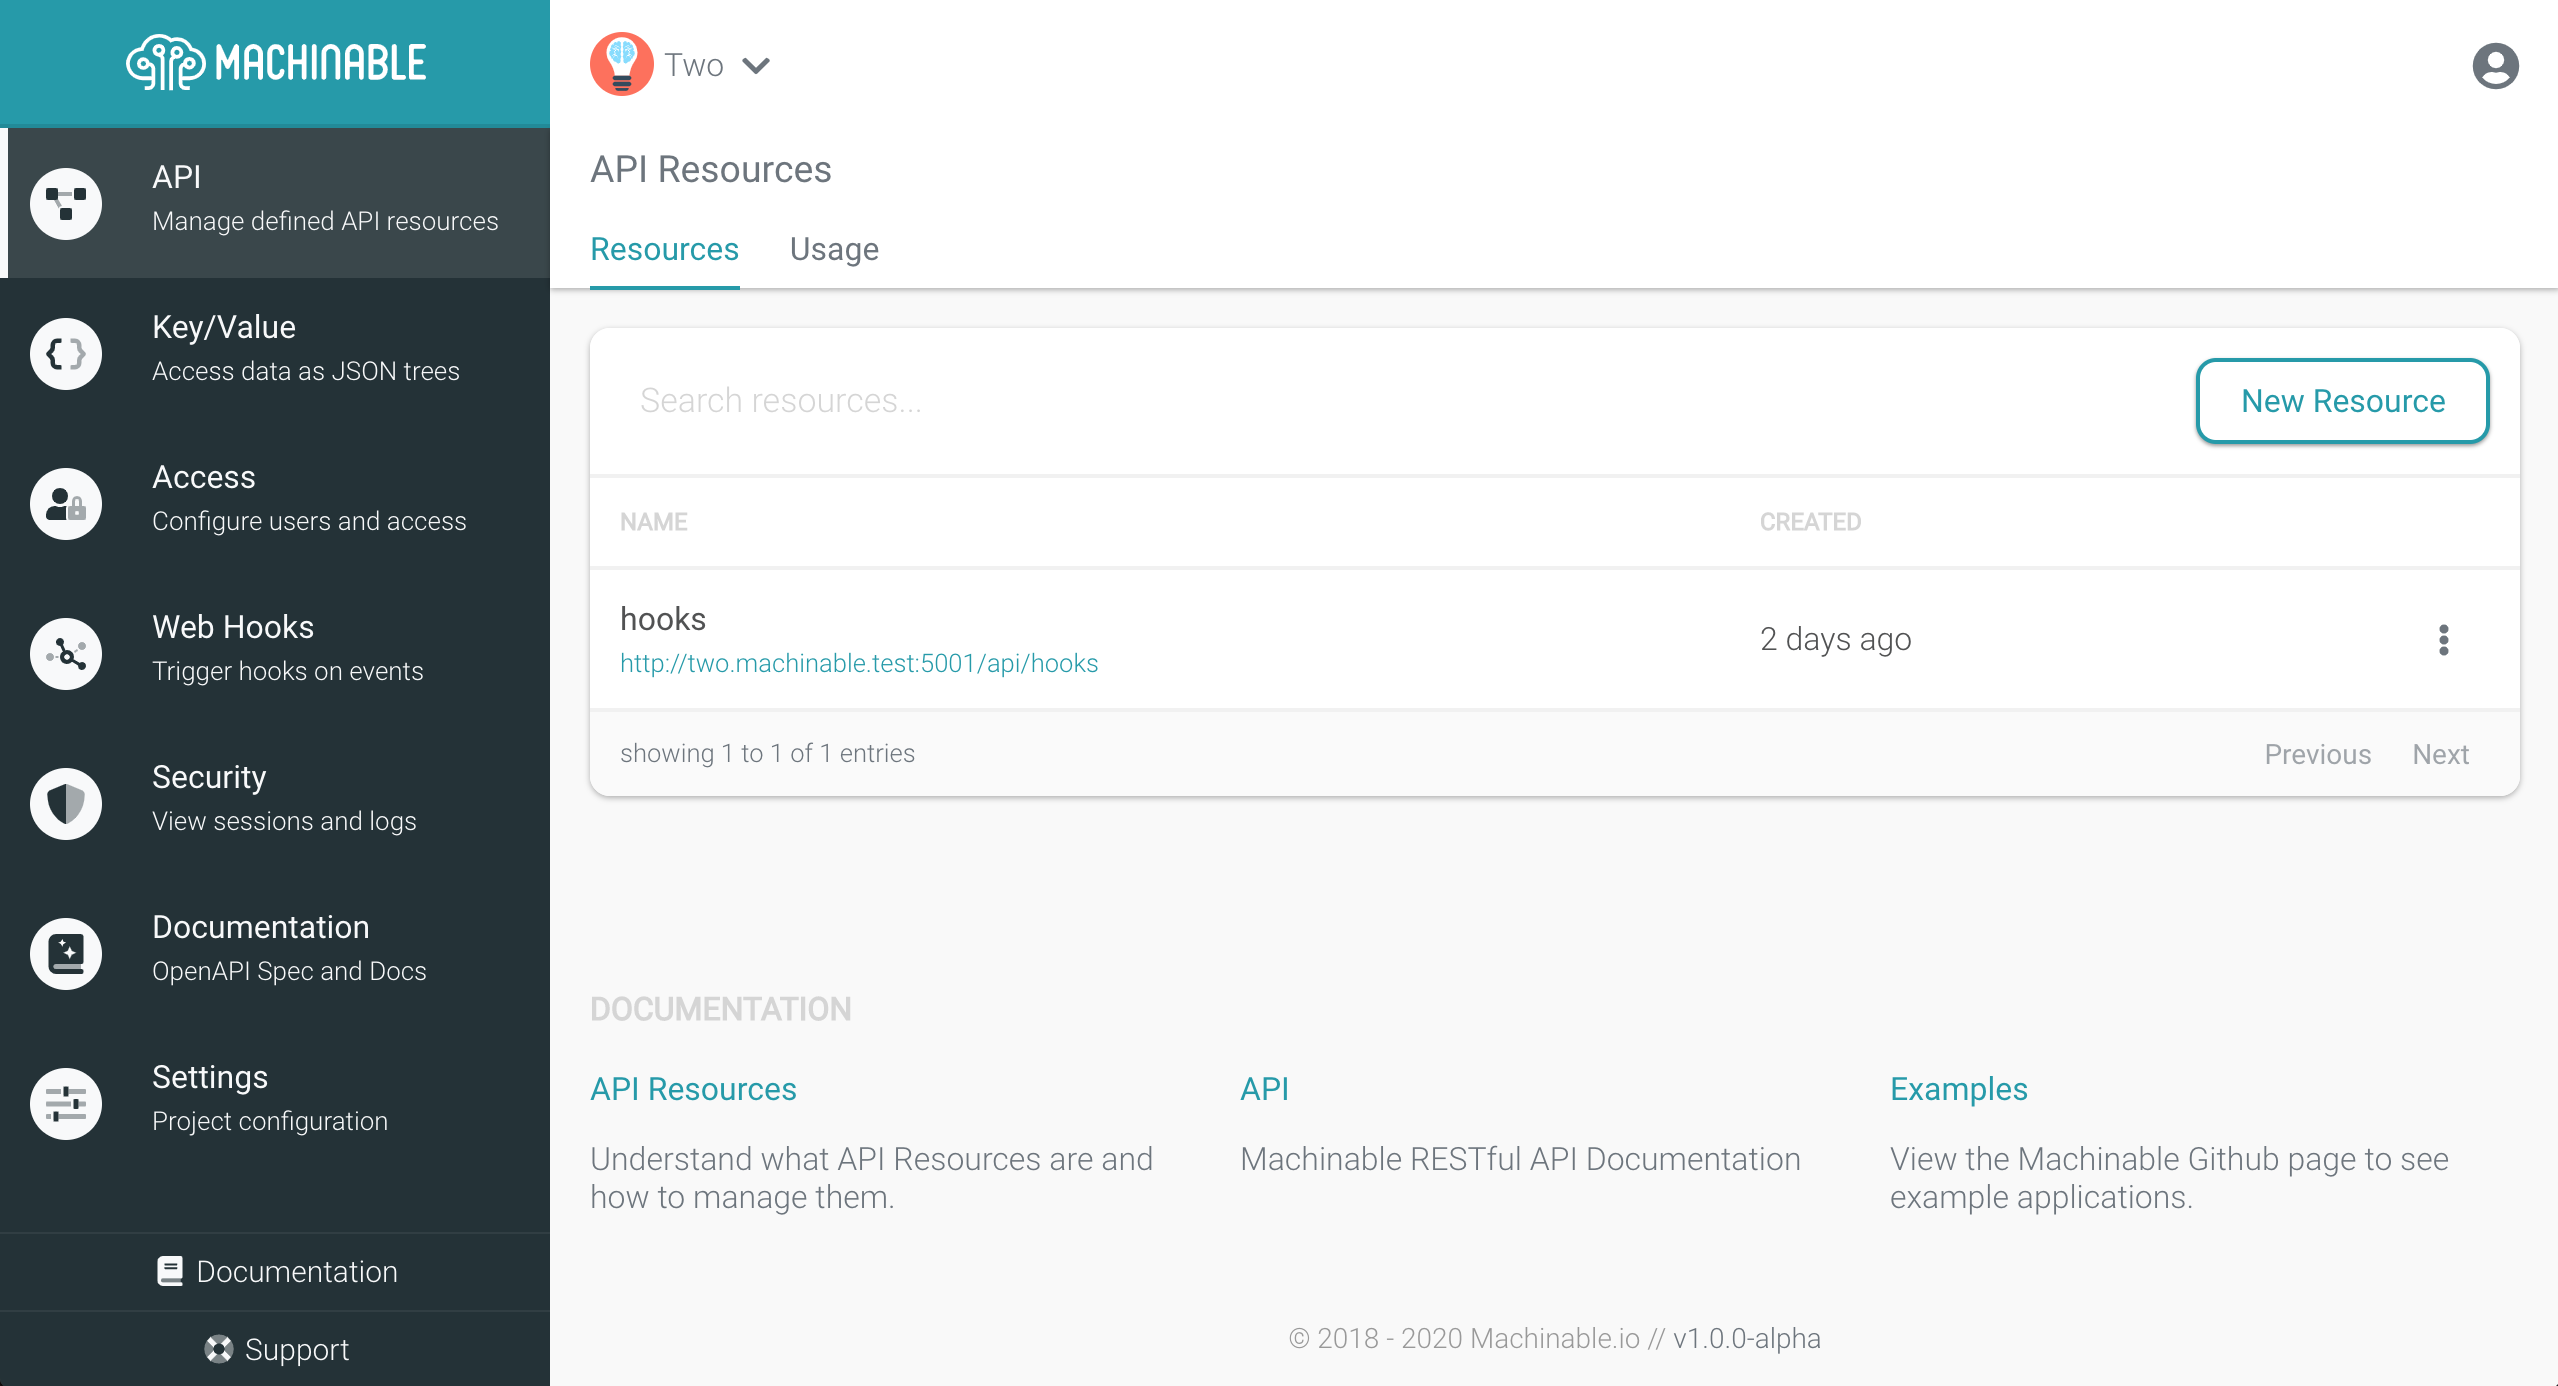 MACHINABLE
API
Manage defined API resources
Key/Value
Access data as JSON trees
Access
Configure users and access
Web Hooks
Trigger hooks on events
Security
View sessions and logs
Documentation
OpenAPI Spec and Docs
Settings
Project configuration
Documentation
Support
Two
API Resources
Resources Usage
Search resources...
New Resource
NAME CREATED
hooks
http://two.machinable.test:5001/api/hooks
2 days ago
showing 1 to 1 of 1 entries
Previous Next
DOCUMENTATION
API Resources
Understand what API Resources are and
how to manage them.
API
Machinable RESTful API Documentation
Examples
View the Machinable Github page to see
example applications.
© 2018 - 2020 Machinable.io // v1.0.0-alpha